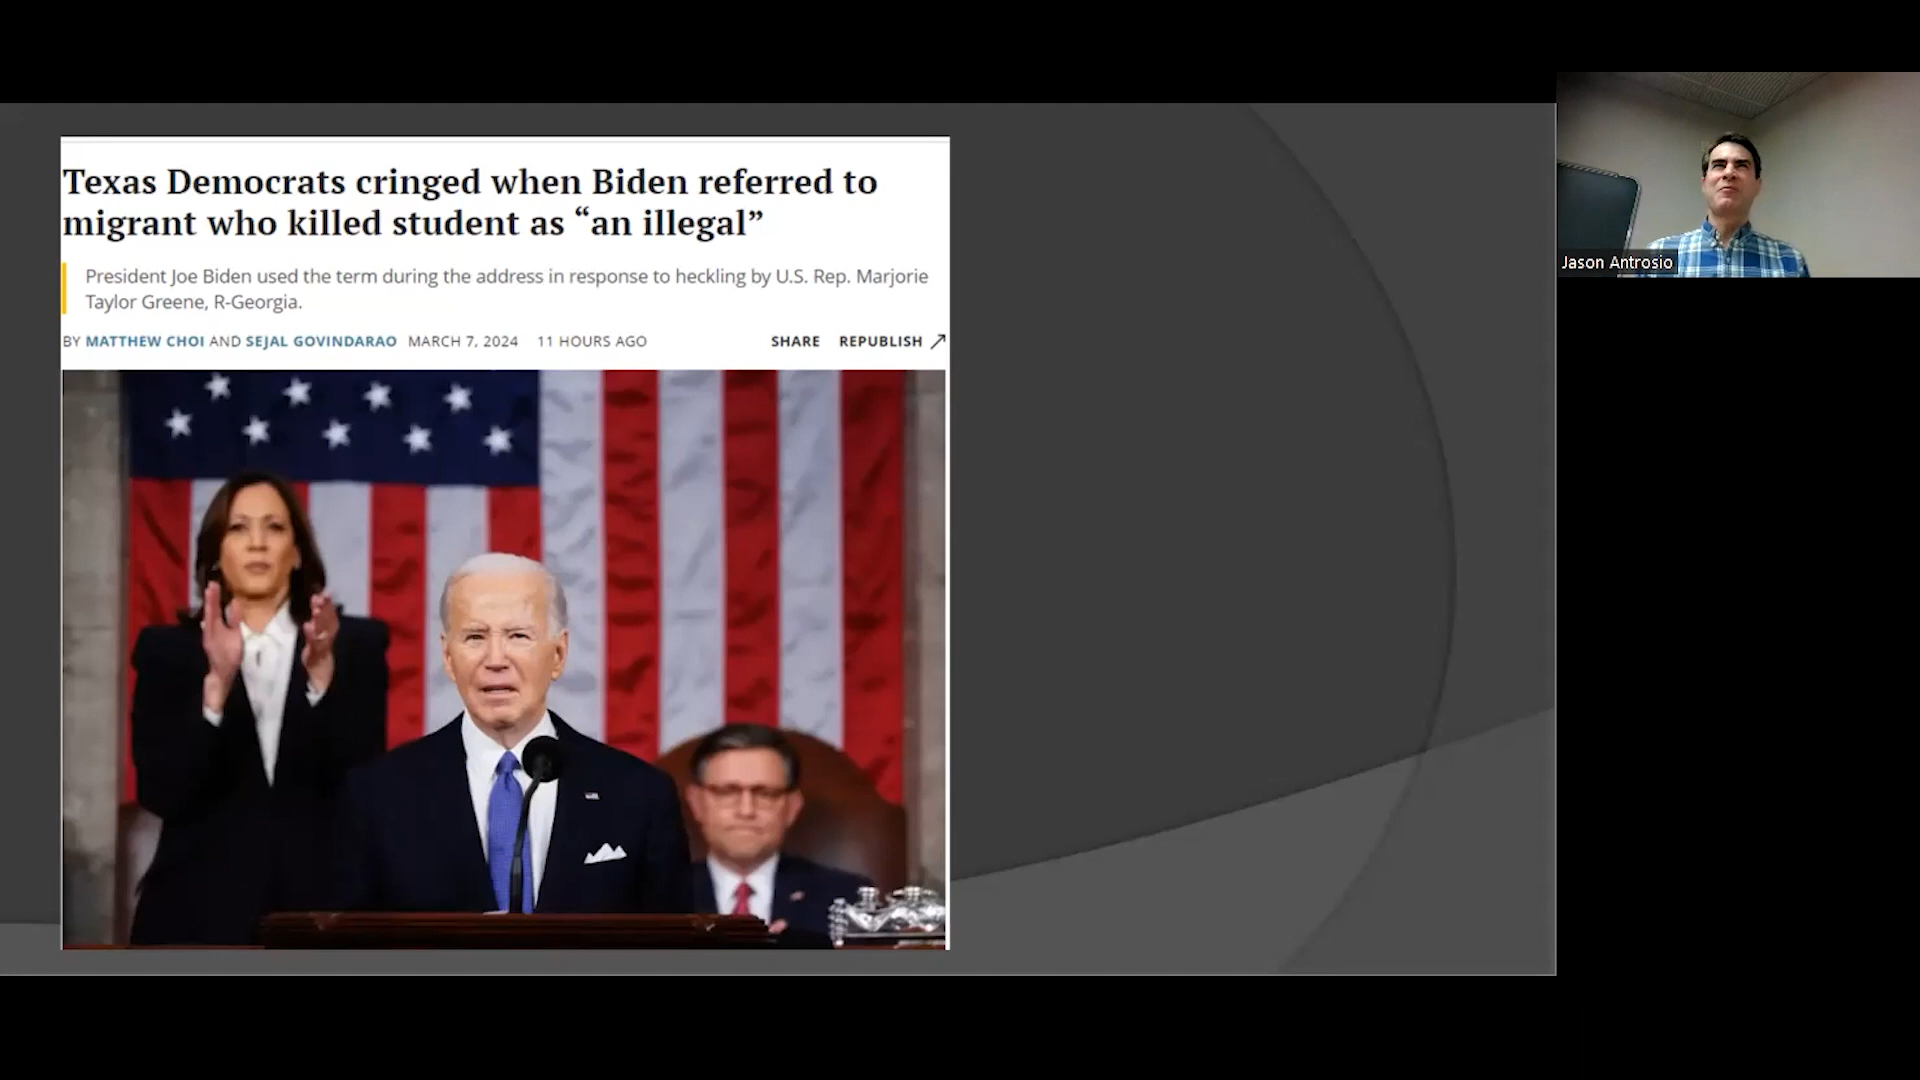 Texas Democrats cringed when Biden referred to
migrant who killed student as “an illegal”
President Joe Biden used the term during the address in response to heckling by U.S. Rep. Marjorie
Taylor Greene, R-Georgia.
BY MATTHEW CHOI AND SEJAL GOVINDARAO MARCH 7, 2024 11 HOURS AGO SHARE REPUBLISH
Jason Antrosio